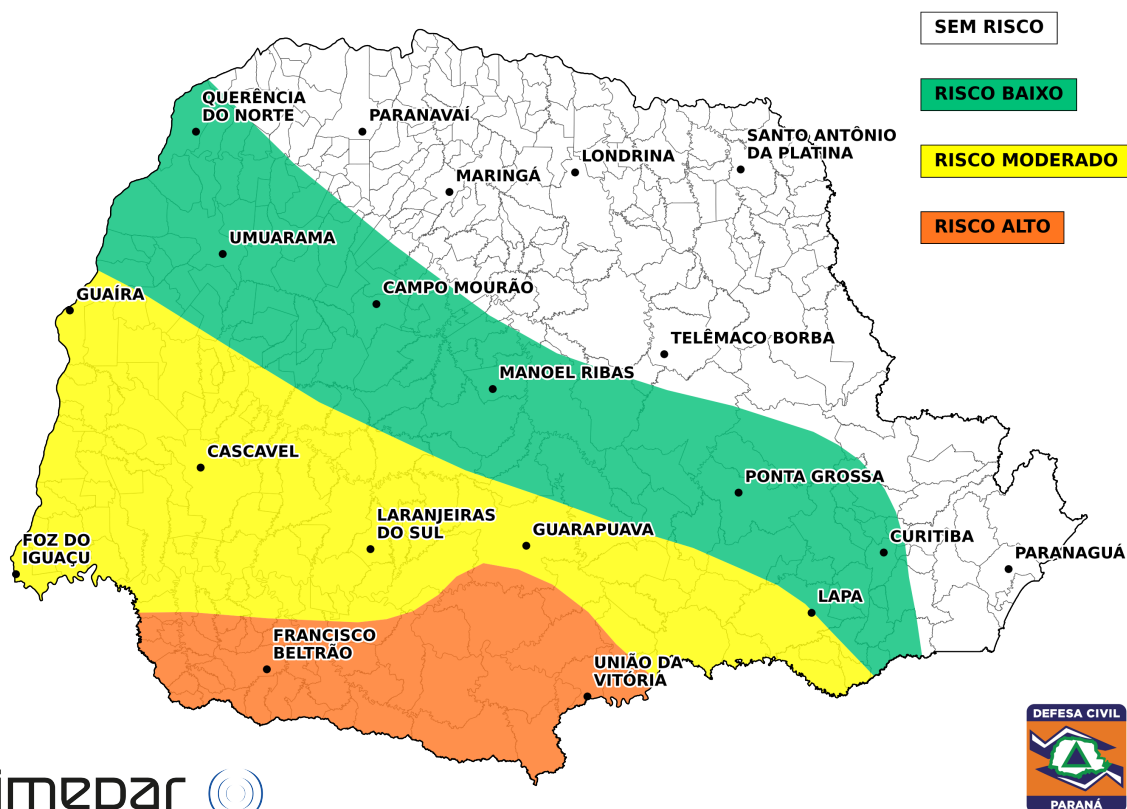 SEM RISCO
RISCO BAIXO
RISCO MODERADO
RISCO ALTO
QUERÊNCIA
DO NORTE
PARANAVAÍ
SANTO ANTÔNIO
DA PLATINA
LONDRINA
MARINGÁ
UMUARAMA
CAMPO MOURÃO
GUAÍRA
TELÊMACO BORBA
MANOEL RIBAS
CASCAVEL
PONTA GROSSA
LARANJEIRAS
DO SUL
GUARAPUAVA
CURITIBA
FOZ DO
IGUAÇU
PARANAGUÁ
LAPA
FRANCISCO
BELTRÃO
UNIÃO DA
VITÓRIA
DEFESA CIVIL
PARANÁ
imepar